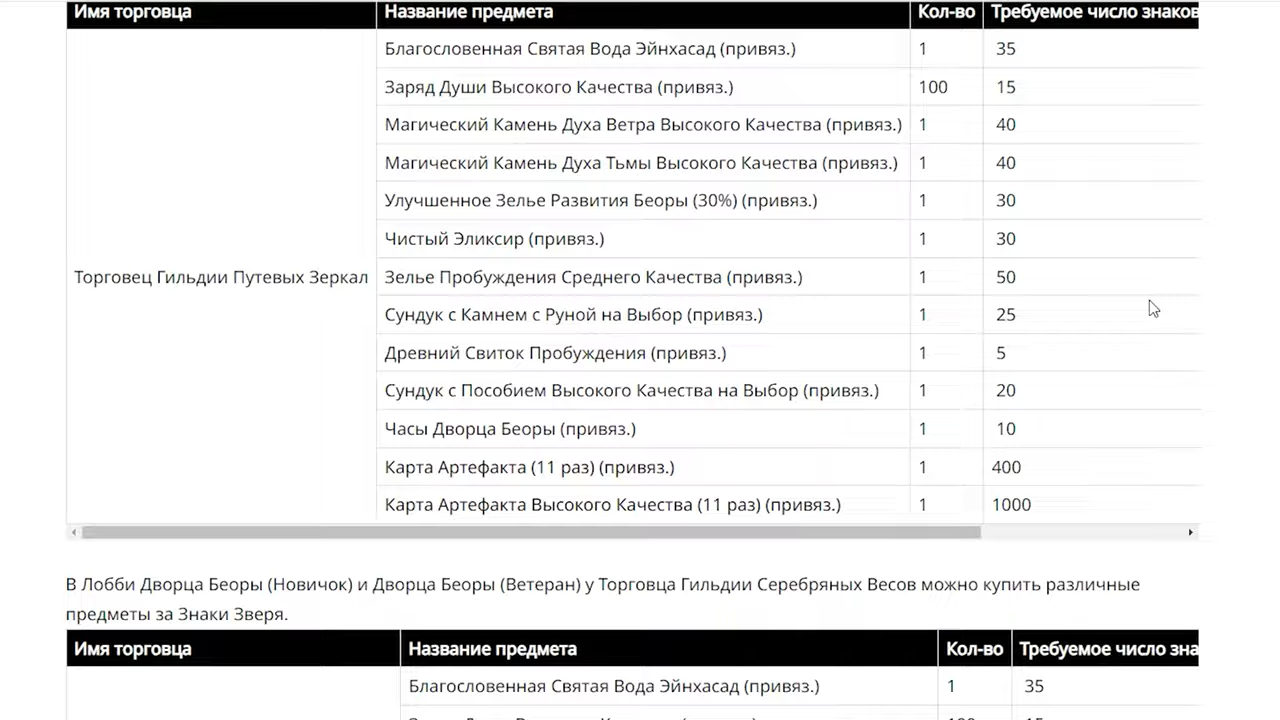 Имя торговца Название предмета Кол-во Требуемое число знаков
Благословенная Святая Вода Эйнхасад (привяз.) 1 35
Заряд Души Высокого Качества (привяз.) 100 15
Магический Камень Духа Ветра Высокого Качества (привяз.) 1 40
Магический Камень Духа Тьмы Высокого Качества (привяз.) 1 40
Улучшенное Зелье Развития Беоры (30%) (привяз.) 1 30
Чистый Эликсир (привяз.) 1 30
Торговец Гильдии Путевых Зеркал Зелье Пробуждения Среднего Качества (привяз.) 1 50
Сундук с Камнем с Руной на Выбор (привяз.) 1 25
Древний Свиток Пробуждения (привяз.) 1 5
Сундук с Пособием Высокого Качества на Выбор (привяз.) 1 20
Часы Дворца Беоры (привяз.) 1 10
Карта Артефакта (11 раз) (привяз.) 1 400
Карта Артефакта Высокого Качества (11 раз) (привяз.) 1 1000
В Лобби Дворца Беоры (Новичок) и Дворца Беоры (Ветеран) у Торговца Гильдии Серебряных Весов можно купить различные
предметы за Знаки Зверя.
Имя торговца Название предмета Кол-во Требуемое число зна
Благословенная Святая Вода Эйнхасад (привяз.) 1 35